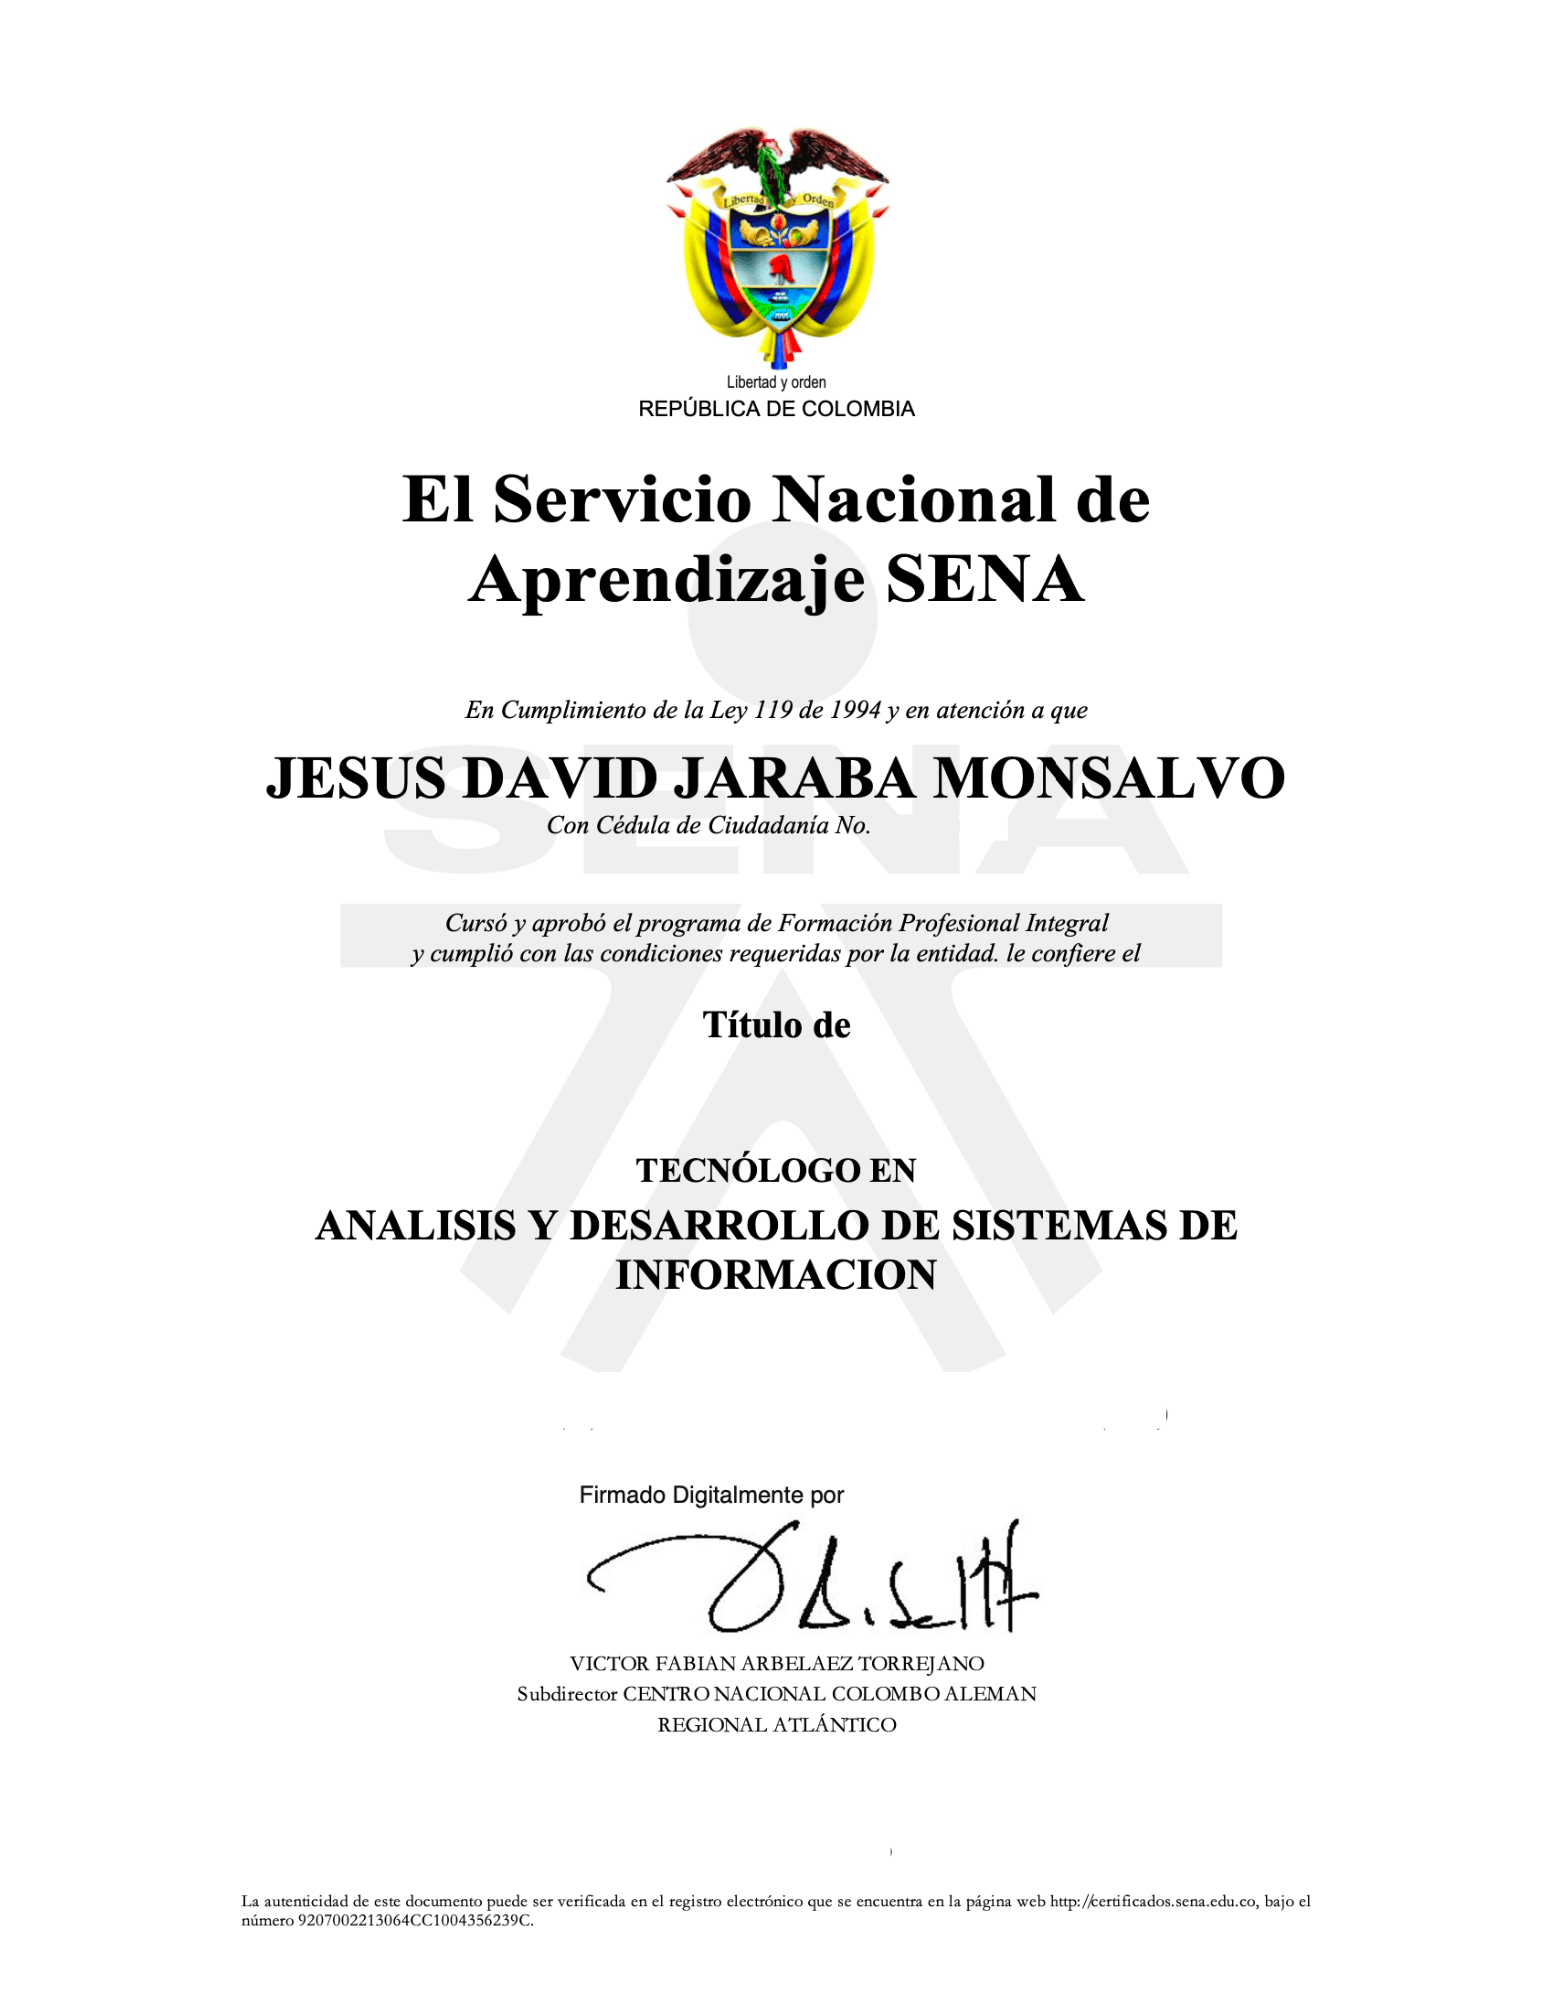 Libertad y Orden
Libertad y orden
REPÚBLICA DE COLOMBIA
El Servicio Nacional de
Aprendizaje SENA
En Cumplimiento de la Ley 119 de 1994 y en atención a que
SENA
JESUS DAVID JARABA MONSALVO
Con Cédula de Ciudadanía No.
Cursó y aprobó el programa de Formación Profesional Integral
y cumplió con las condiciones requeridas por la entidad. le confiere el
Título de
TECNÓLOGO EN
ANALISIS Y DESARROLLO DE SISTEMAS DE
INFORMACION
Firmado Digitalmente por
VICTOR FABIAN ARBELAEZ TORREJANO
Subdirector CENTRO NACIONAL COLOMBO ALEMAN
REGIONAL ATLÁNTICO
La autenticidad de este documento puede ser verificada en el registro electrónico que se encuentra en la página web http://certificados.sena.edu.co, bajo el
número 9207002213064CC1004356239C.